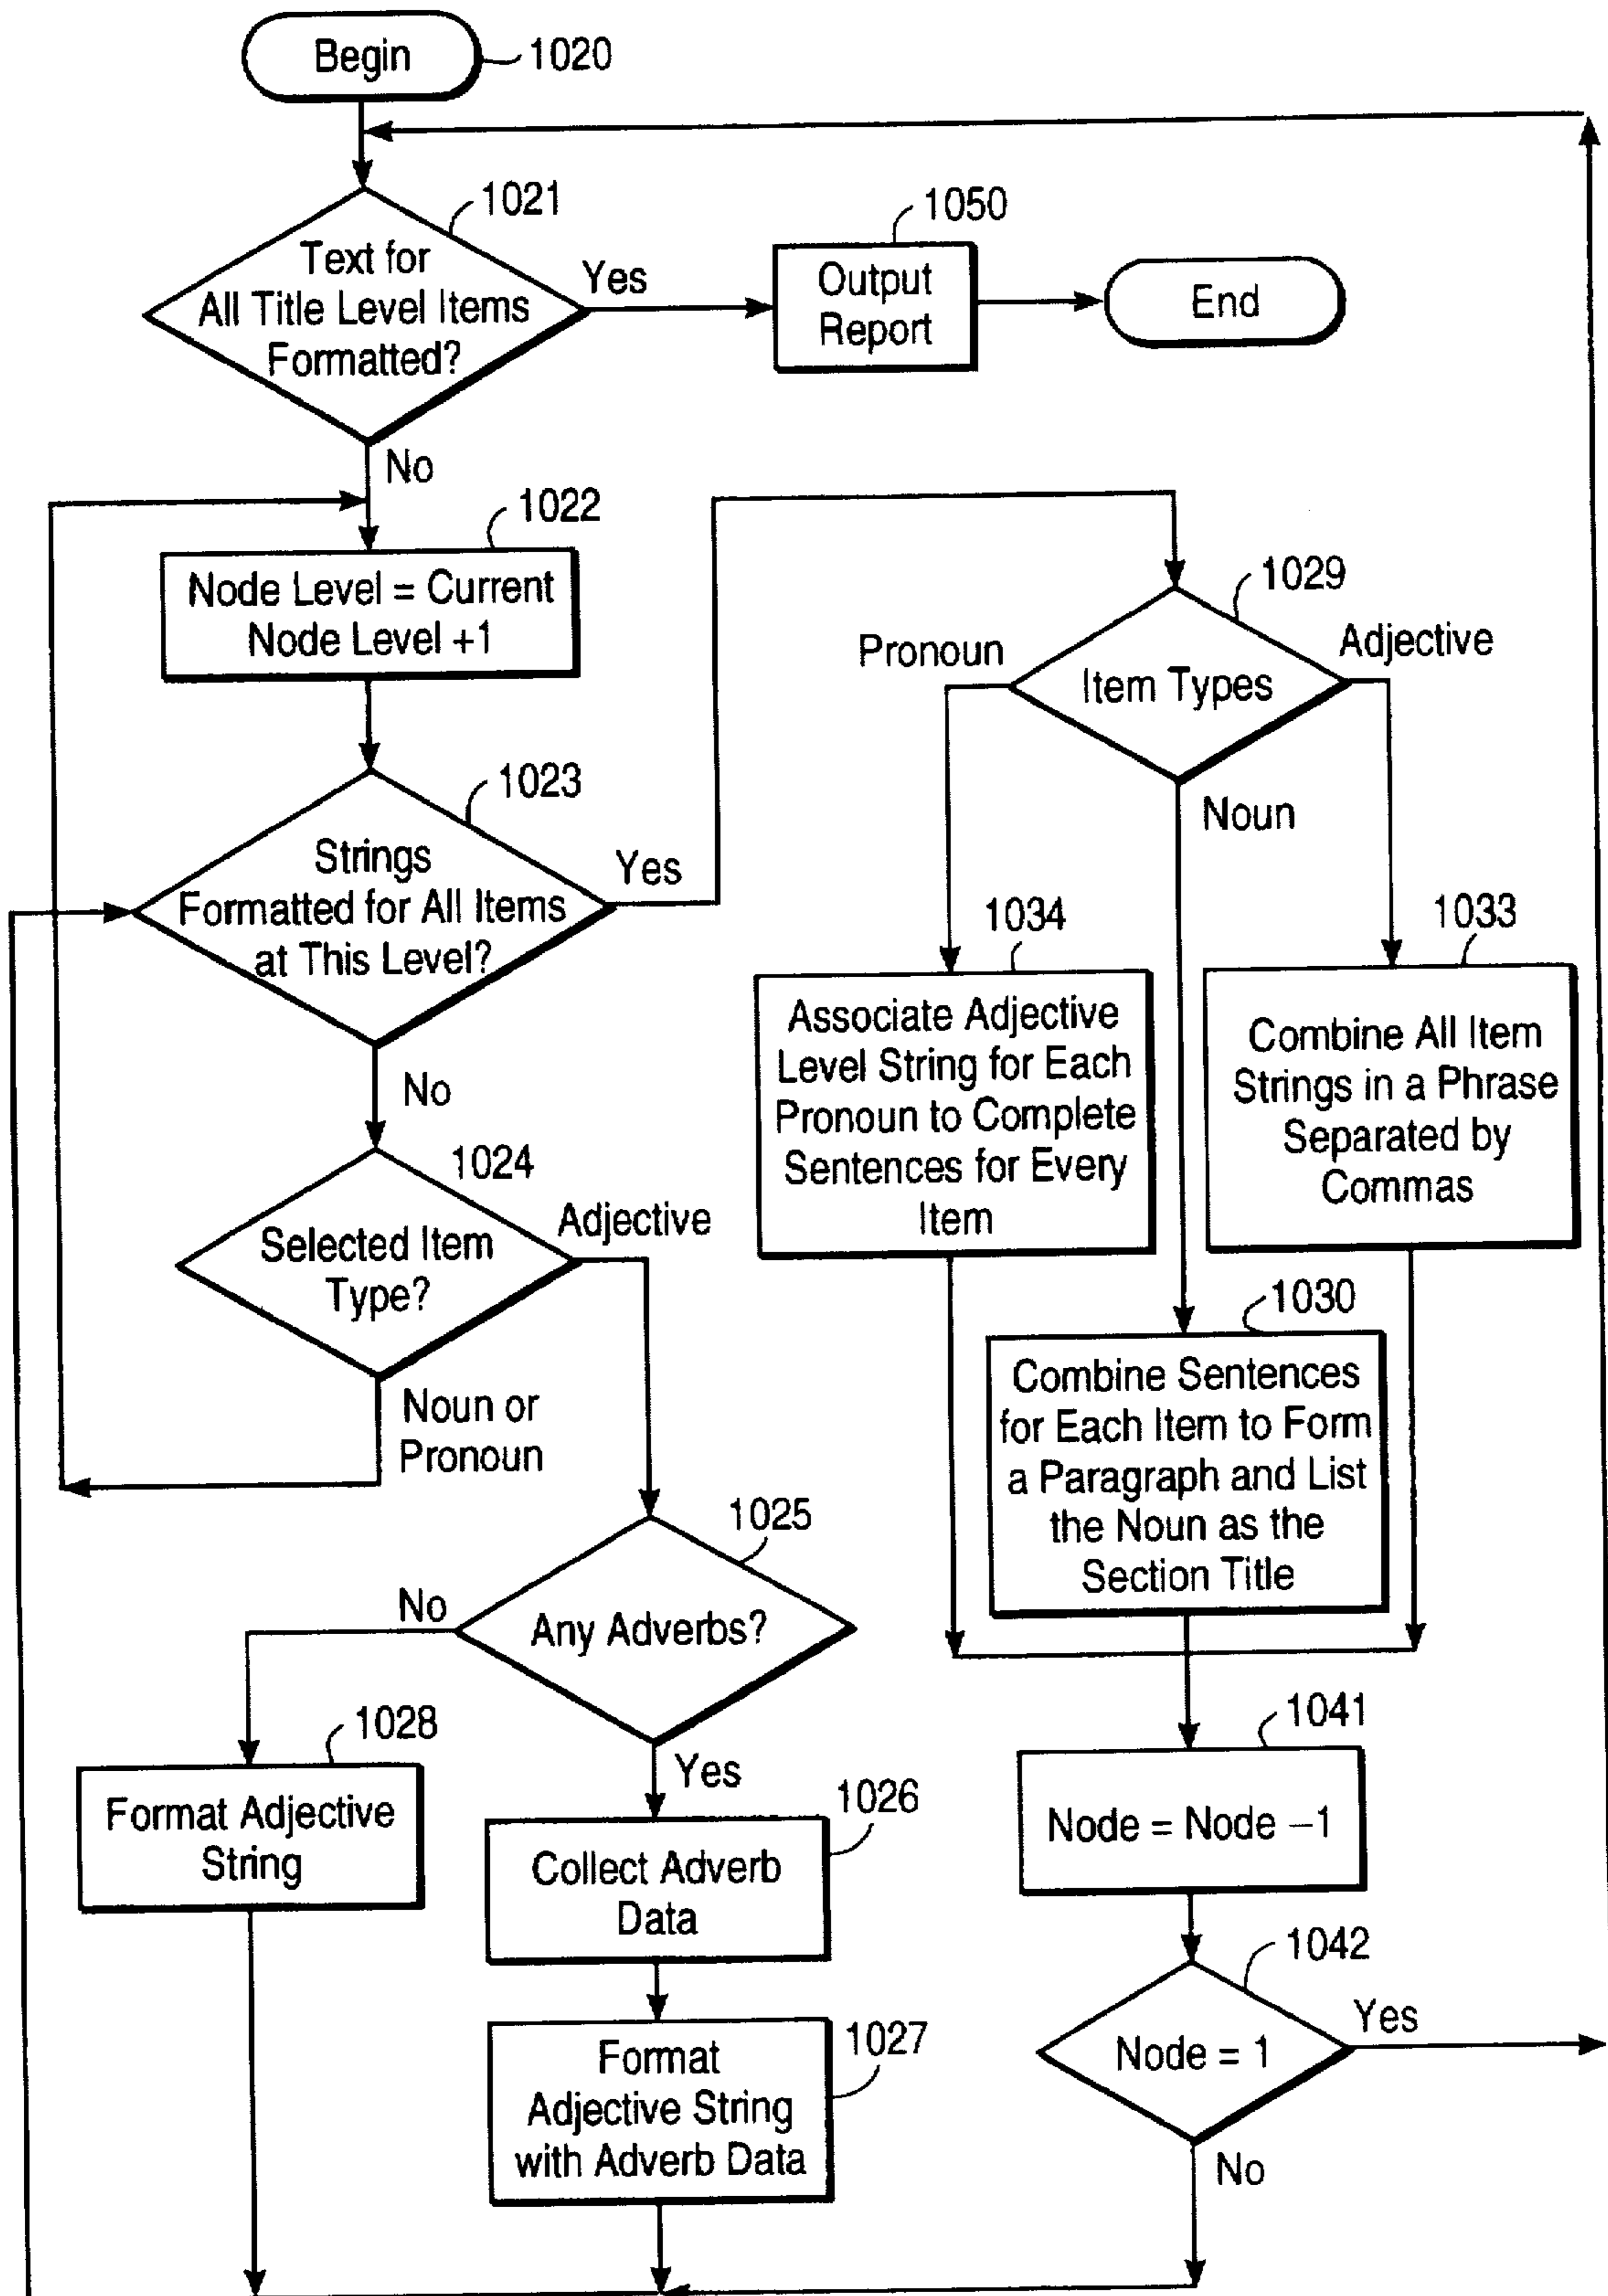 Begin
1020
1021
Text for
All Title Level Items
Formatted?
Yes
1050
Output
Report
End
No
1022
Node Level = Current
Node Level +1
1023
Strings
Formatted for All Items
at This Level?
Yes
No
1024
Selected Item
Type?
Adjective
Noun or
Pronoun
1025
Any Adverbs?
No
1028
Format Adjective
String
Yes
1026
Collect Adverb
Data
1027
Format
Adjective String
with Adverb Data
1029
Item Types
Pronoun
Adjective
Noun
1034
Associate Adjective
Level String for Each
Pronoun to Complete
Sentences for Every
Item
1033
Combine All Item
Strings in a Phrase
Separated by
Commas
1030
Combine Sentences
for Each Item to Form
a Paragraph and List
the Noun as the
Section Title
1041
Node = Node –1
1042
Node = 1
Yes
No